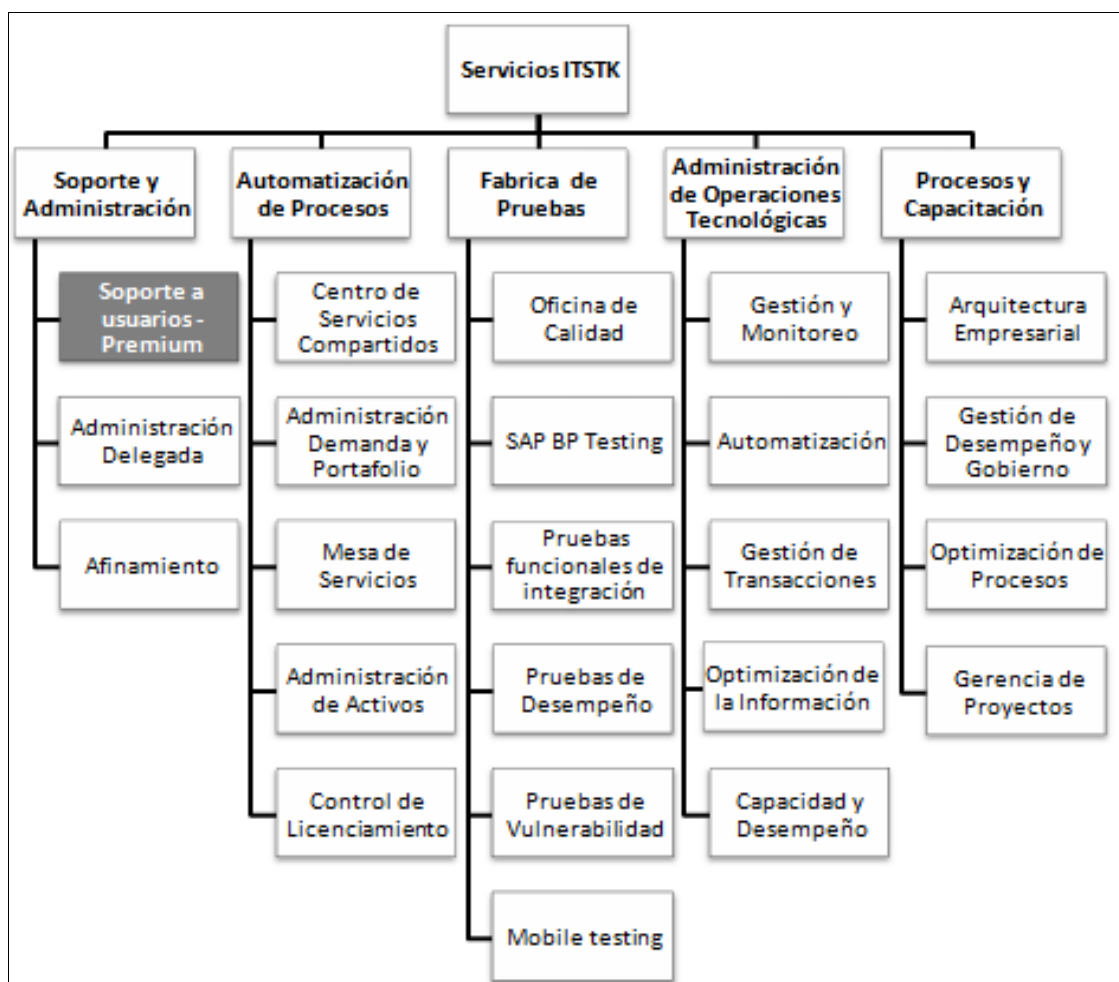 Servicios ITSTK
Soporte y
Administración
Automatización
de Procesos
Fabrica de
Pruebas
Administración
de Operaciones
Tecnológicas
Procesos y
Capacitación
Soporte a
usuarios -
Premium
Administración
Delegada
Afinamiento
Centro de
Servicios
Compartidos
Administración
Demanda y
Portafolio
Mesa de
Servicios
Administración
de Activos
Control de
Licenciamiento
Oficina de
Calidad
SAP BP Testing
Pruebas
funcionales de
integración
Pruebas de
Desempeño
Pruebas de
Vulnerabilidad
Mobile testing
Gestión y
Monitoreo
Automatización
Gestión de
Transacciones
Optimización de
la Información
Capacidad y
Desempeño
Arquitectura
Empresarial
Gestión de
Desempeño y
Gobierno
Optimización de
Procesos
Gerencia de
Proyectos